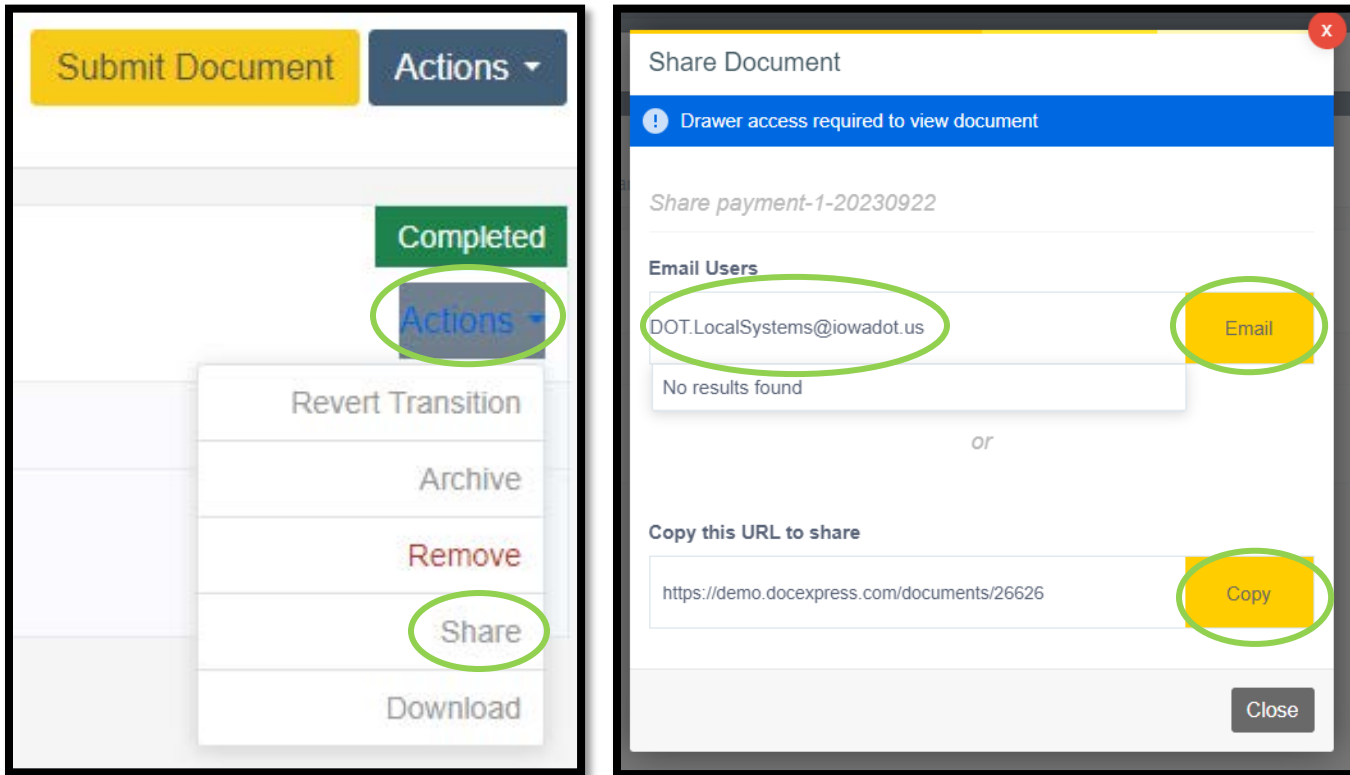 Submit Document
Actions
Completed
Actions
Revert Transition
Archive
Remove
Share
Download
x
Share Document
! Drawer access required to view document
Share payment-1-20230922
Email Users
DOT.LocalSystems@iowadot.us
Email
No results found
or
Copy this URL to share
https://demo.docexpress.com/documents/26626
Copy
Close